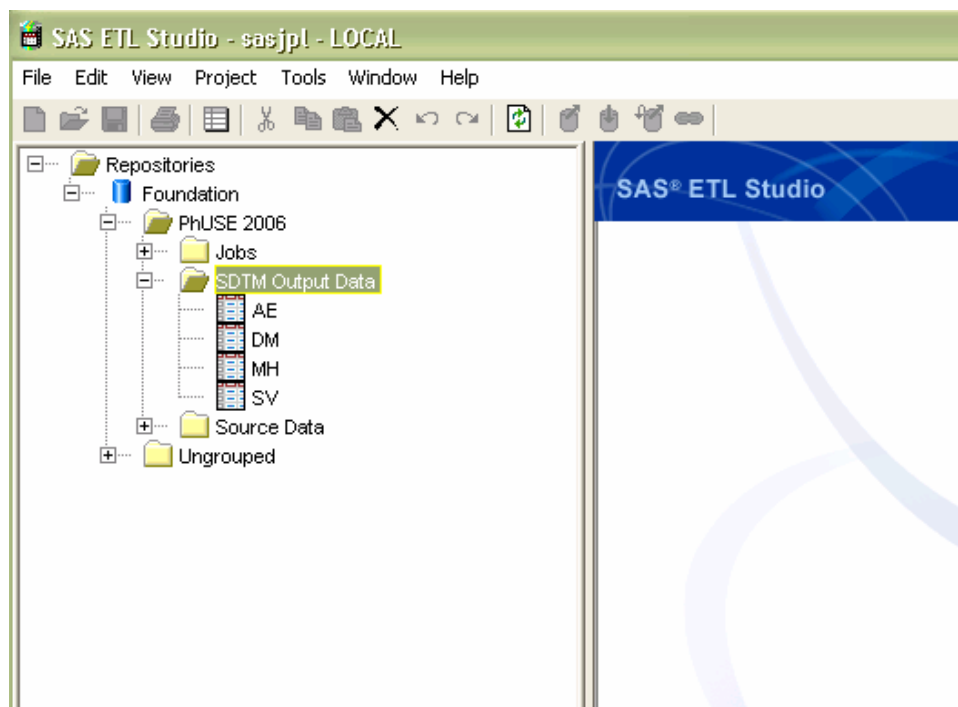 SAS ETL Studio - sasjpl - LOCAL
File Edit View Project Tools Window Help
Repositories
Foundation
PhUSE 2006
Jobs
SDTM Output Data
AE
DM
MH
SV
Source Data
Ungrouped
SAS® ETL Studio